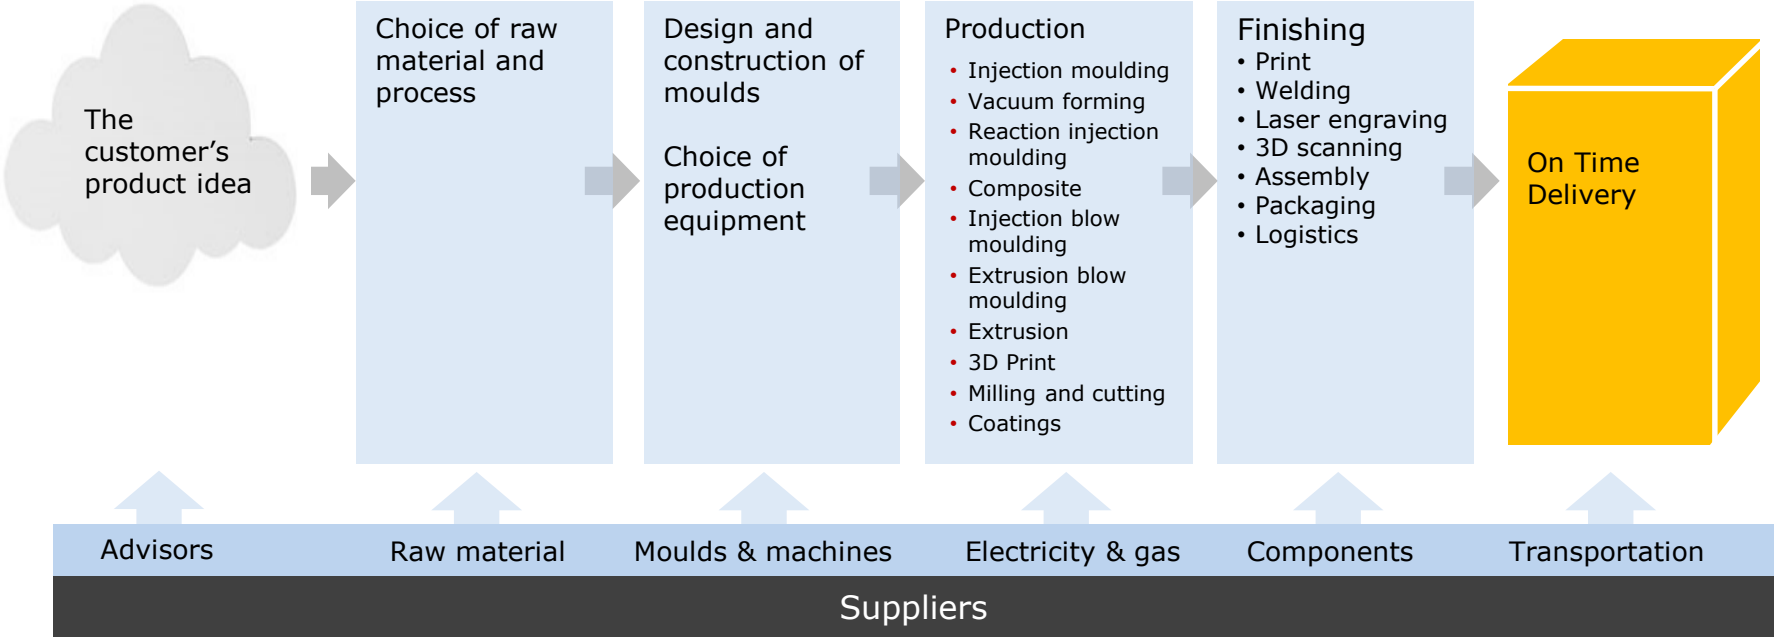 The
customer’s
product idea
Choice of raw
material and
process
Design and
construction of
moulds
Choice of
production
equipment
Production
• Injection moulding
• Vacuum forming
• Reaction injection
moulding
• Composite
• Injection blow
moulding
• Extrusion blow
moulding
• Extrusion
• 3D Print
• Milling and cutting
• Coatings
Finishing
• Print
• Welding
• Laser engraving
• 3D scanning
• Assembly
• Packaging
• Logistics
On Time
Delivery
Advisors
Raw material
Moulds & machines
Electricity & gas
Components
Transportation
Suppliers